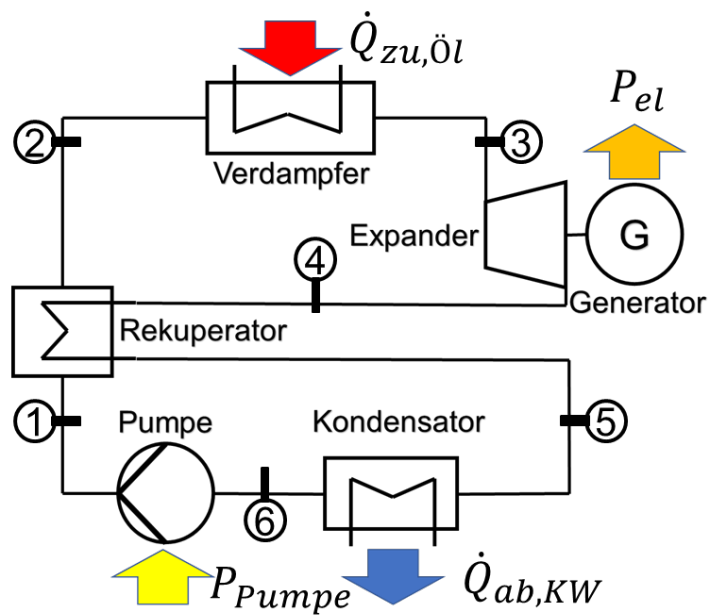 Q̇zu,Öl
Pel
2
3
Verdampfer
Expander
G
4
Generator
Rekuperator
1
Pumpe
Kondensator
5
6
PPumpe
Q̇ab,KW